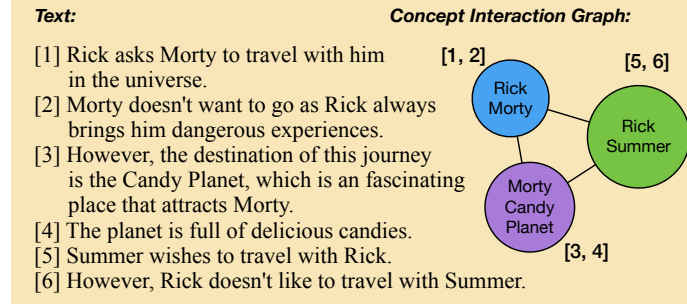 Text:
Concept Interaction Graph:
[1] Rick asks Morty to travel with him
in the universe.
[2] Morty doesn't want to go as Rick always
brings him dangerous experiences.
[3] However, the destination of this journey
is the Candy Planet, which is an fascinating
place that attracts Morty.
[4] The planet is full of delicious candies.
[5] Summer wishes to travel with Rick.
[6] However, Rick doesn't like to travel with Summer.
[1, 2]
Rick
Morty
[5, 6]
Rick
Summer
Morty
Candy
Planet
[3, 4]